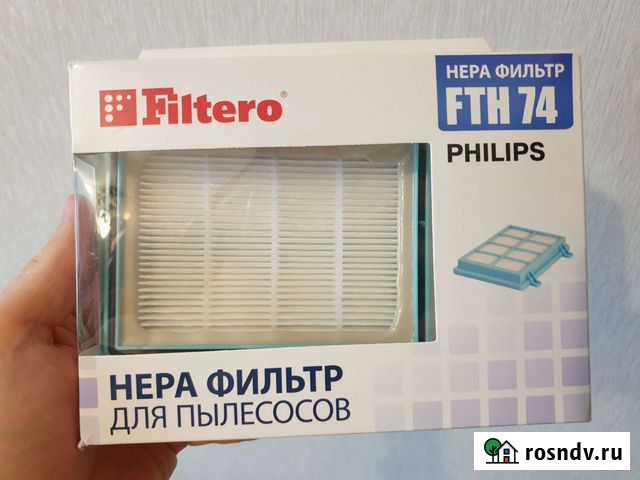 Filtero®
HEPA ФИЛЬТР
FTH 74
PHILIPS
HEPA ФИЛЬТР
ДЛЯ ПЫЛЕСОСОВ
rosndv.ru